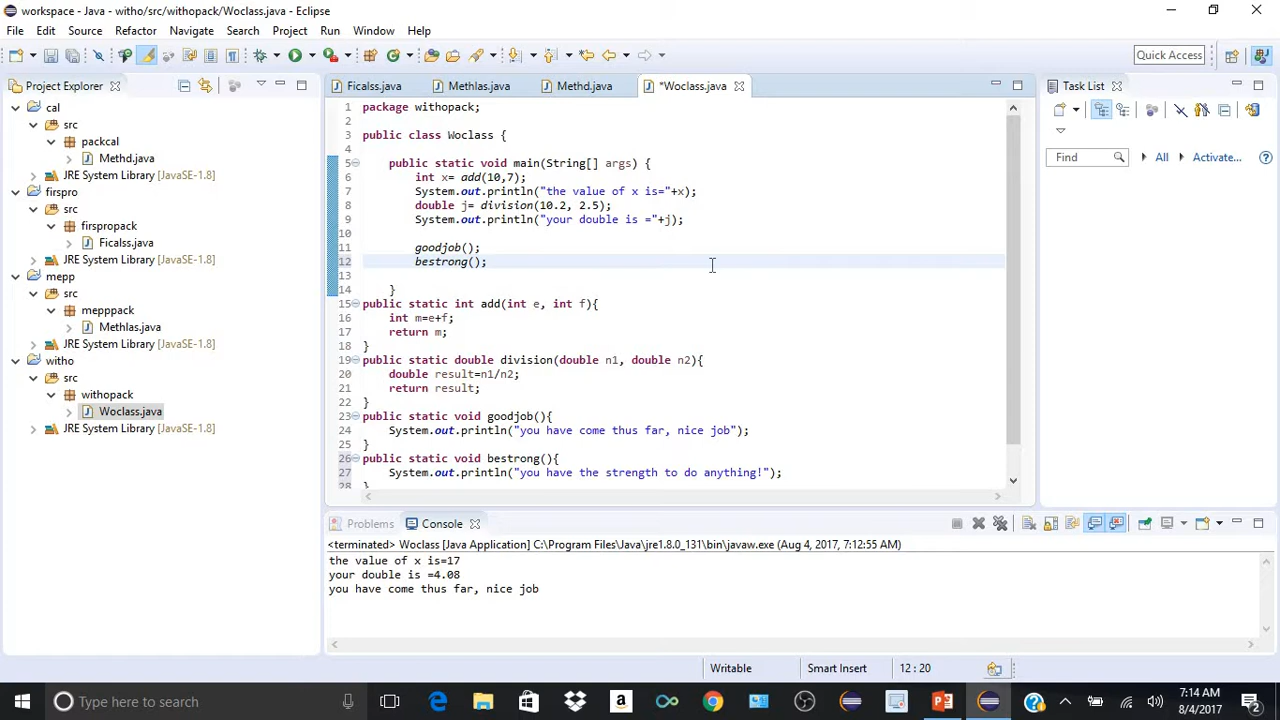 workspace - Java - witho/src/withopack/Woclass.java - Eclipse
File Edit Source Refactor Navigate Search Project Run Window Help
Quick Access
Project Explorer
cal
src
packcal
Methd.java
JRE System Library [JavaSE-1.8]
firspro
src
firspropack
Ficalss.java
JRE System Library [JavaSE-1.8]
mepp
src
mepppack
Methlas.java
JRE System Library [JavaSE-1.8]
witho
src
withopack
Woclass.java
JRE System Library [JavaSE-1.8]
Ficalss.java Methlas.java Methd.java *Woclass.java
1 package withopack;
2
3 public class Woclass {
4
5 public static void main(String[] args) {
6 int x= add(10,7);
7 System.out.println("the value of x is="+x);
8 double j= division(10.2, 2.5);
9 System.out.println("your double is ="+j);
10
11 goodjob();
12 bestrong();
13
14 }
15 public static int add(int e, int f){
16 int m=e+f;
17 return m;
18 }
19 public static double division(double n1, double n2){
20 double result=n1/n2;
21 return result;
22 }
23 public static void goodjob(){
24 System.out.println("you have come thus far, nice job");
25 }
26 public static void bestrong(){
27 System.out.println("you have the strength to do anything!");
28 }
Task List
Find All Activate...
Problems Console
<terminated> Woclass [Java Application] C:\Program Files\Java\jre1.8.0_131\bin\javaw.exe (Aug 4, 2017, 7:12:55 AM)
the value of x is=17
your double is =4.08
you have come thus far, nice job
Writable Smart Insert 12 : 20
Type here to search
7:14 AM
8/4/2017